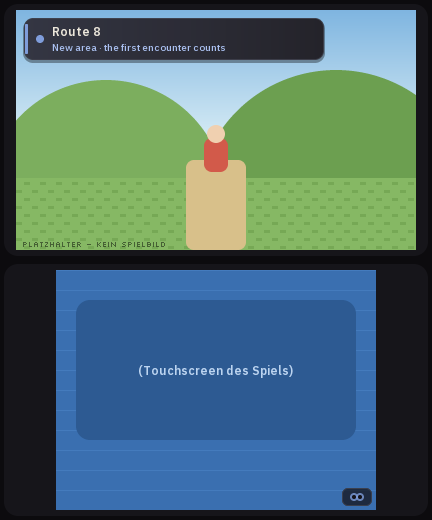 Route 8
New area · the first encounter counts
PLATZHALTER — KEIN SPIELBILD
(Touchscreen des Spiels)